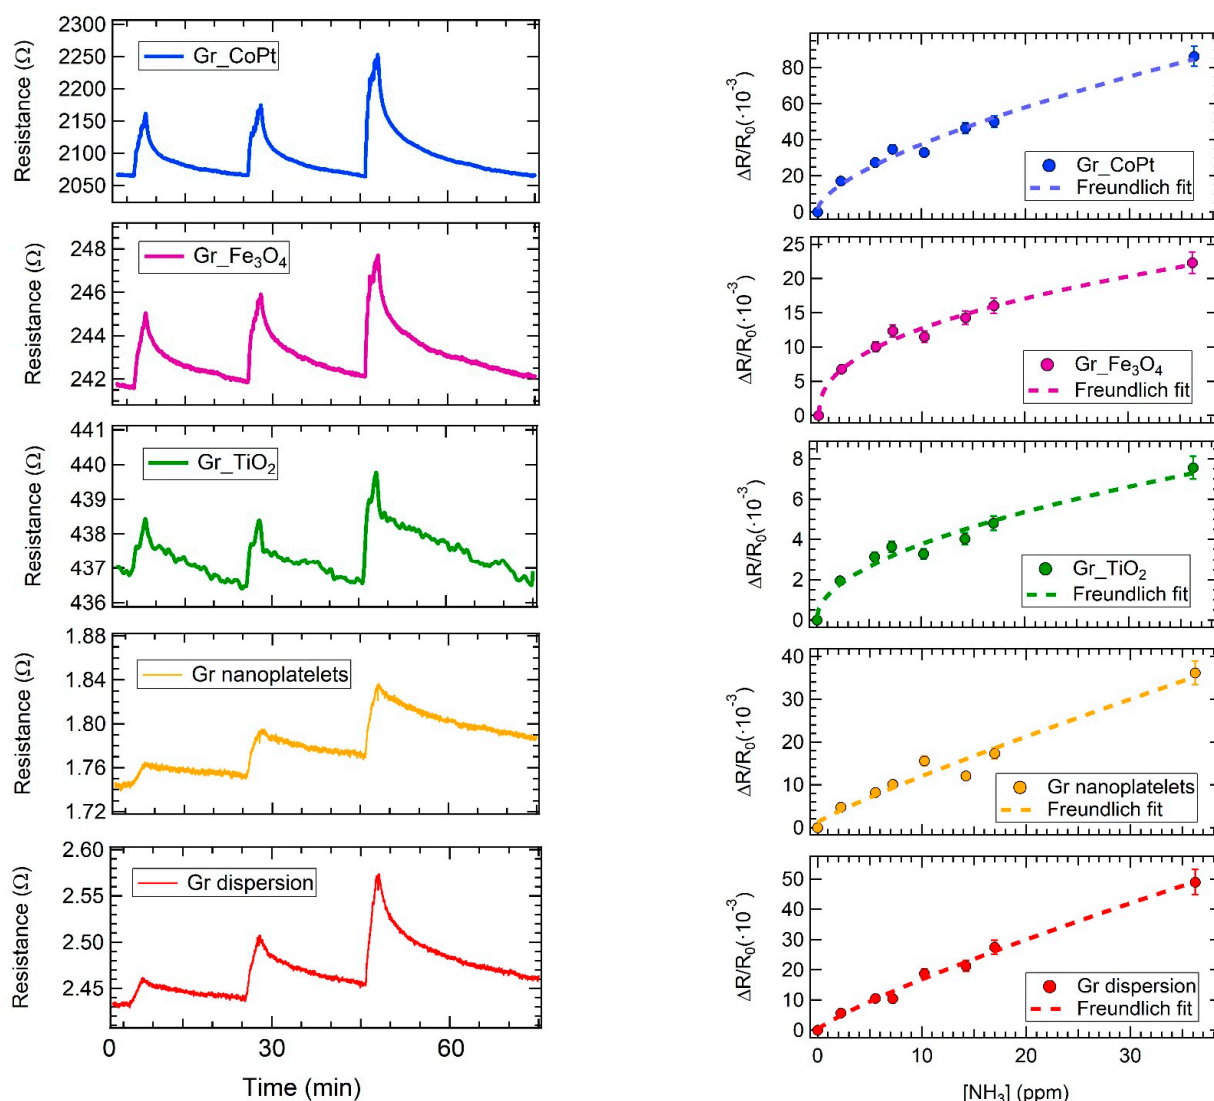 2300
2250
2200
2150
2100
2050
Resistance (Ω)
Gr_CoPt
248
246
244
242
Resistance (Ω)
Gr_Fe₃O₄
441
440
439
438
437
436
Resistance (Ω)
Gr_TiO₂
1.88
1.84
1.80
1.76
1.72
Resistance (Ω)
Gr nanoplatelets
2.60
2.55
2.50
2.45
Resistance (Ω)
Gr dispersion
0 30 60
Time (min)
80
60
40
20
0
ΔR/R₀(·10⁻³)
Gr_CoPt
Freundlich fit
25
20
15
10
5
0
ΔR/R₀(·10⁻³)
Gr_Fe₃O₄
Freundlich fit
8
6
4
2
0
ΔR/R₀(·10⁻³)
Gr_TiO₂
Freundlich fit
40
30
20
10
0
ΔR/R₀(·10⁻³)
Gr nanoplatelets
Freundlich fit
50
40
30
20
10
0
ΔR/R₀(·10⁻³)
Gr dispersion
Freundlich fit
0 10 20 30
[NH₃] (ppm)